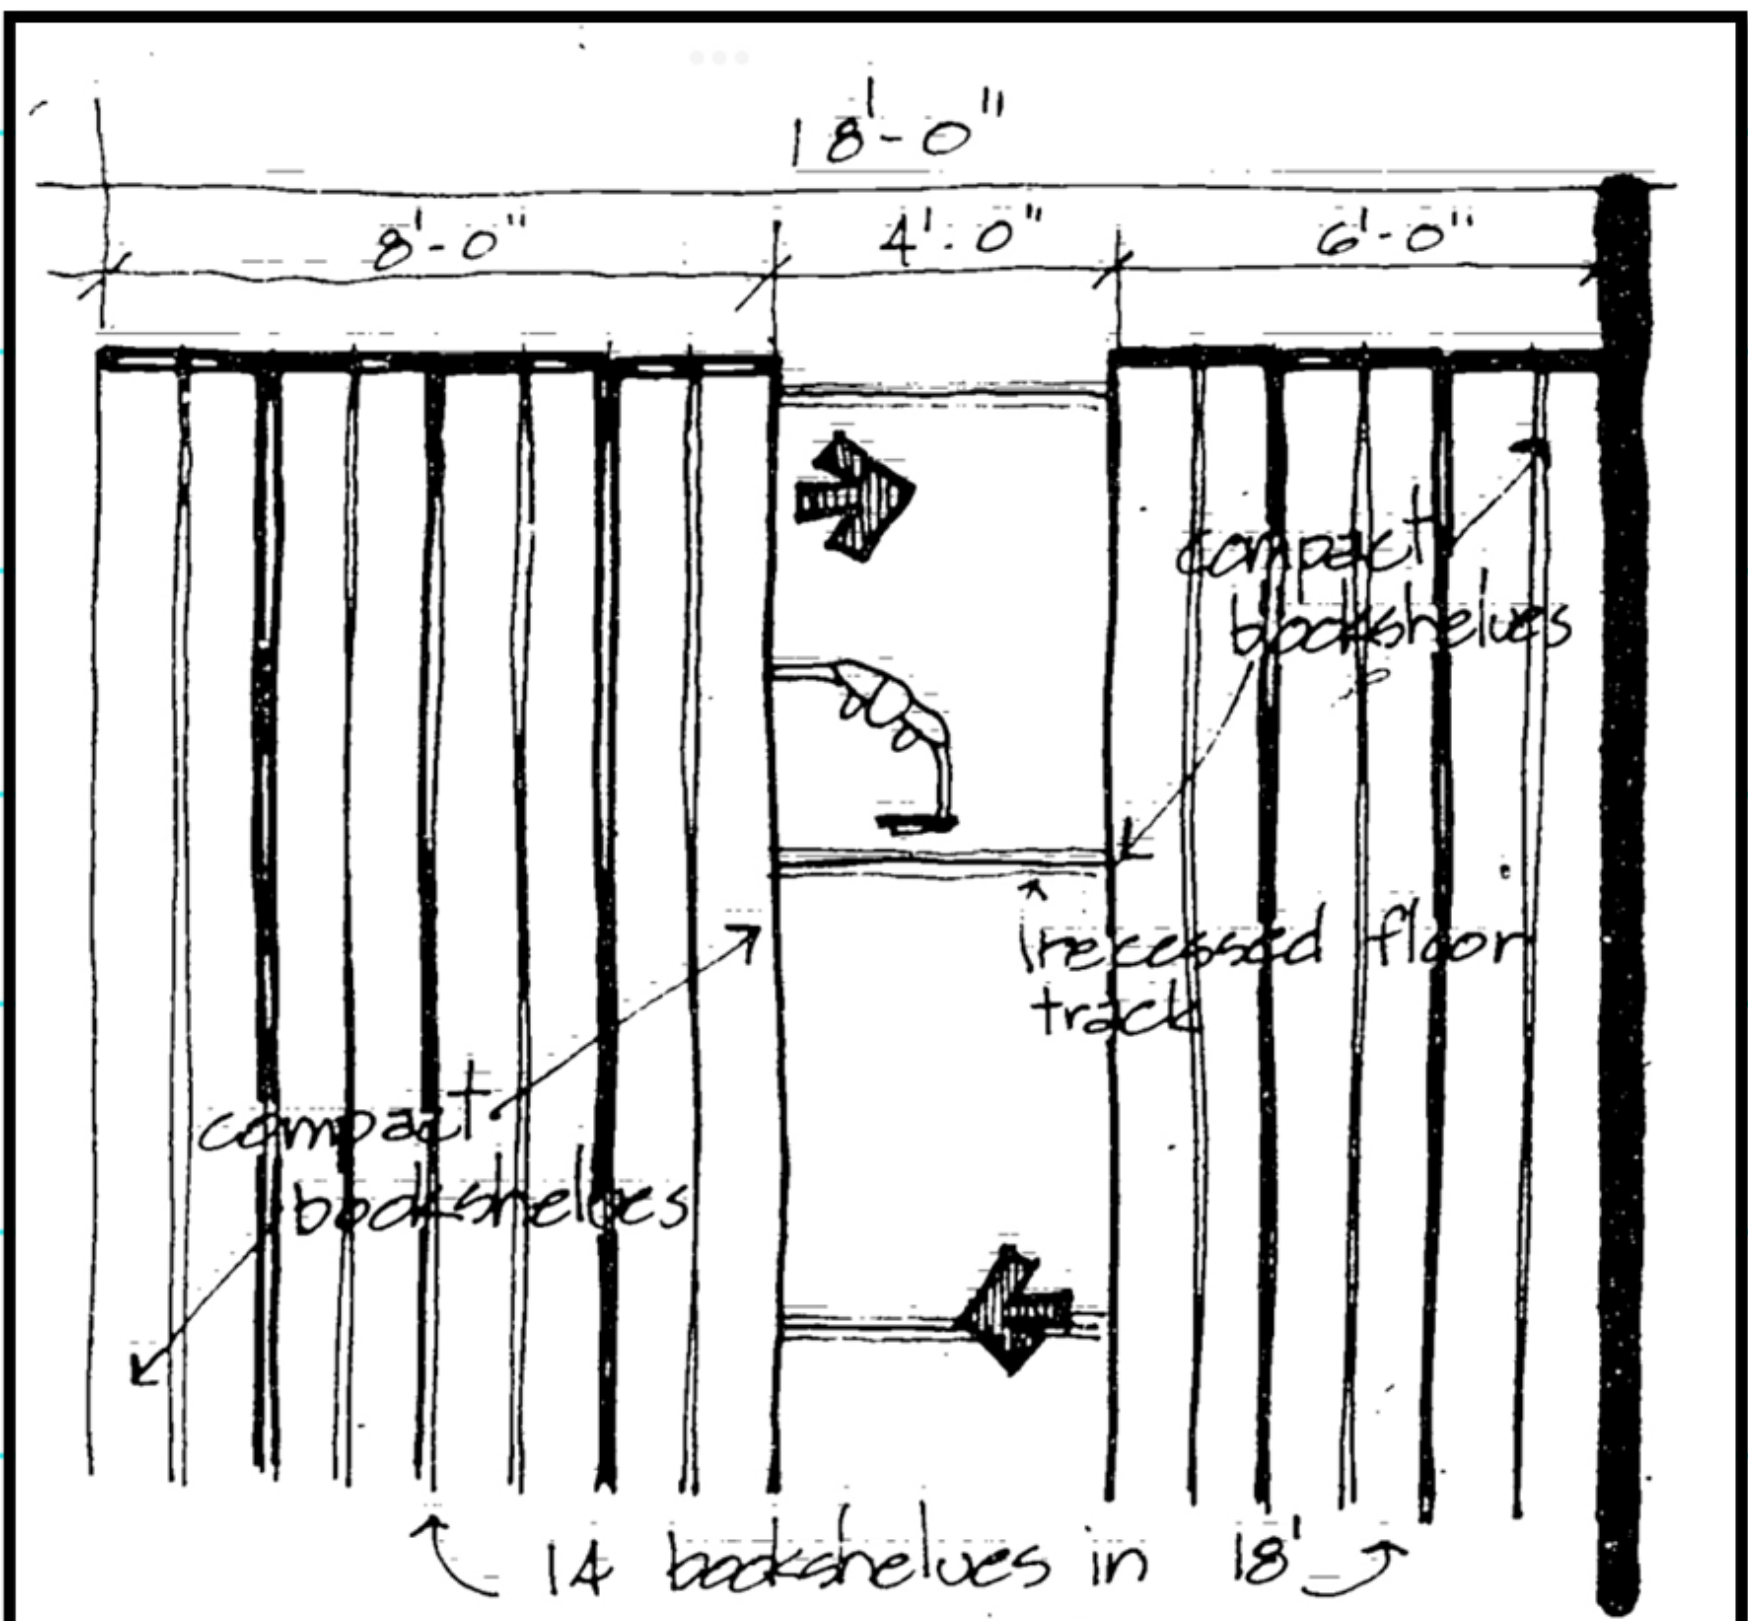 18'-0"
8'-0" 4'-0" 6'-0"
compact
bookshelves
recessed floor
track
compact
bookshelves
14 bookshelves in 18'